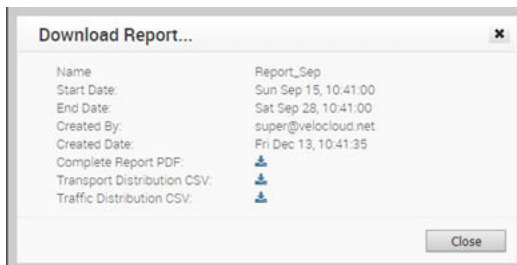 Download Report...
Name Report_Sep
Start Date: Sun Sep 15, 10:41:00
End Date: Sat Sep 28, 10:41:00
Created By: super@velocloud.net
Created Date: Fri Dec 13, 10:41:35
Complete Report PDF:
Transport Distribution CSV:
Traffic Distribution CSV:
Close